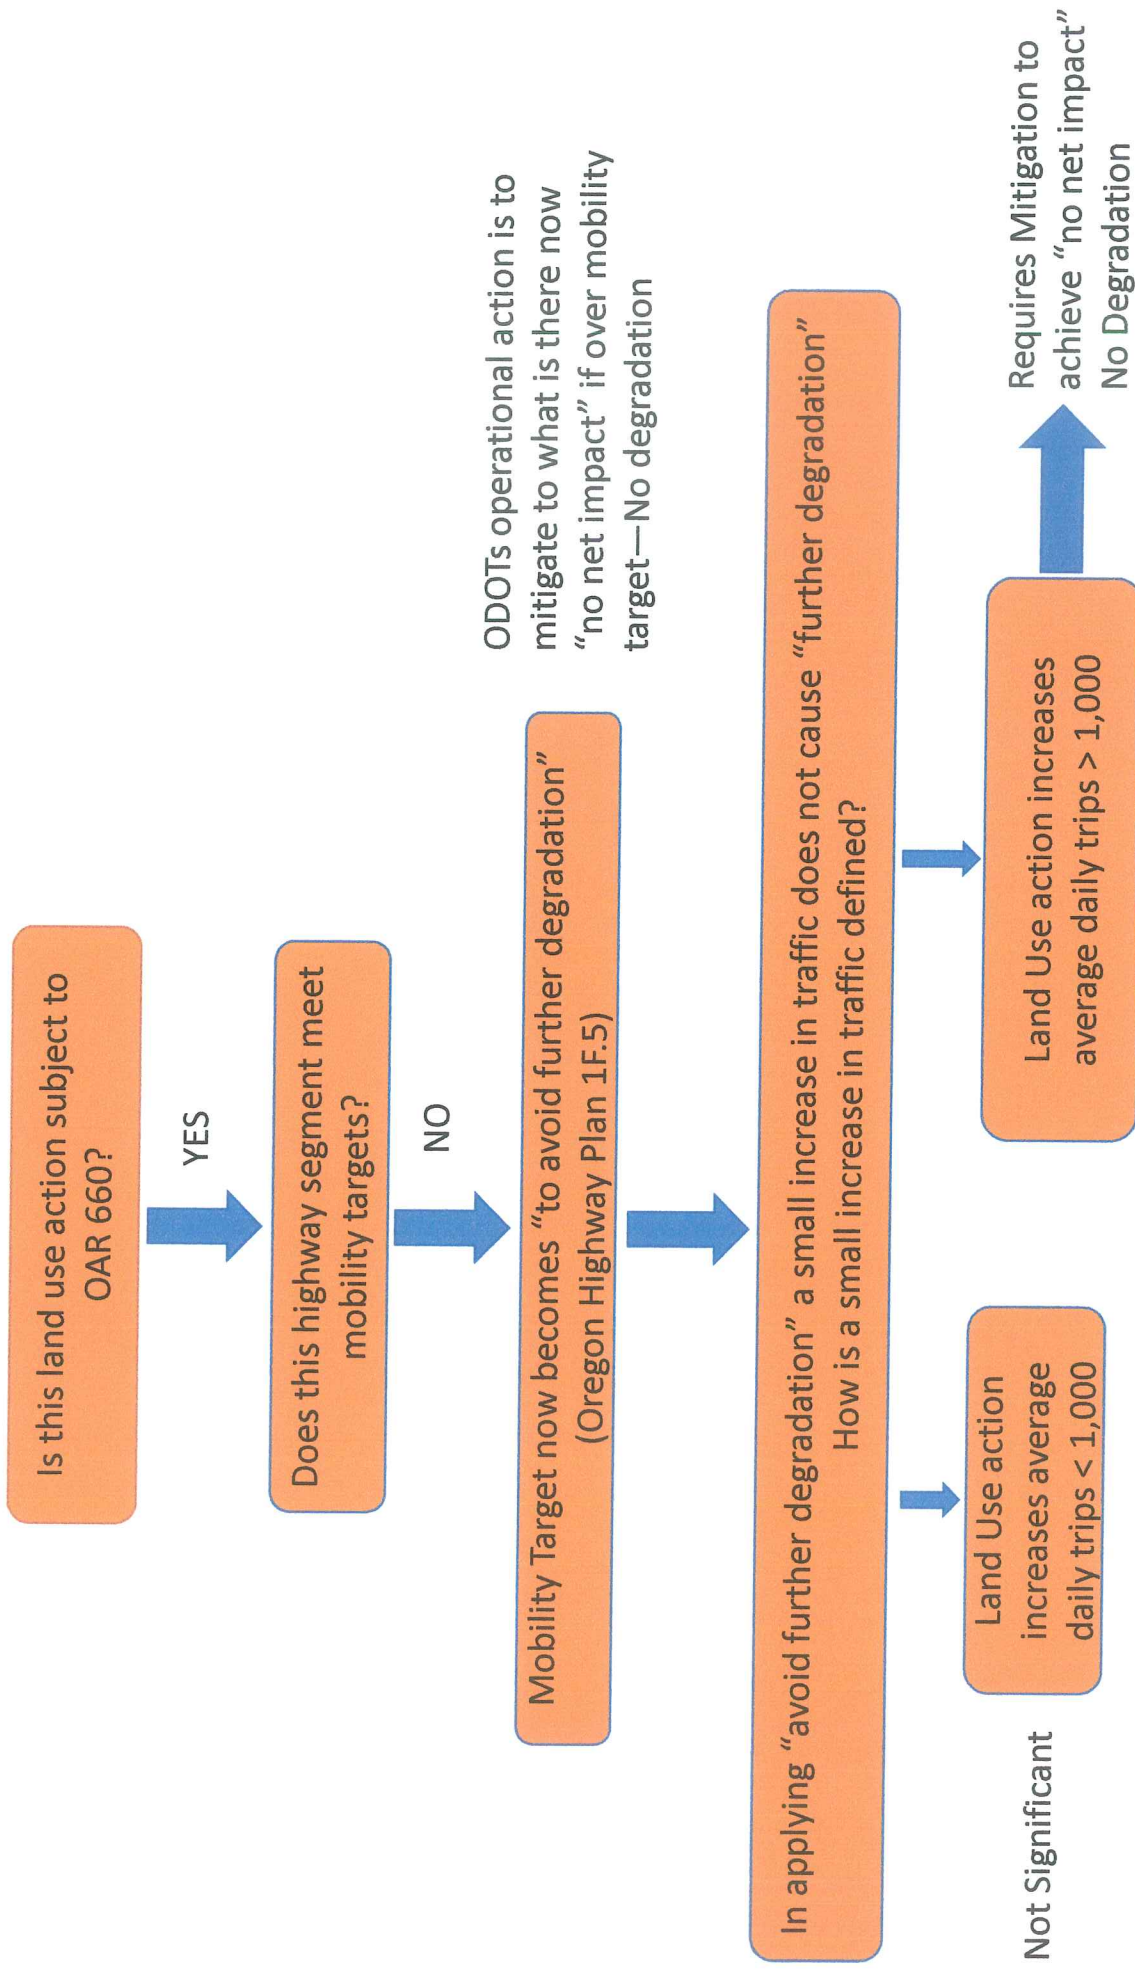 Is this land use action subject to
OAR 660?
YES
Does this highway segment meet
mobility targets?
NO
Mobility Target now becomes “to avoid further degradation”
(Oregon Highway Plan 1F.5)
ODOTs operational action is to
mitigate to what is there now
“no net impact” if over mobility
target—No degradation
In applying “avoid further degradation” a small increase in traffic does not cause “further degradation”
How is a small increase in traffic defined?
Not Significant
Land Use action
increases average
daily trips < 1,000
Land Use action increases
average daily trips > 1,000
Requires Mitigation to
achieve “no net impact”
No Degradation